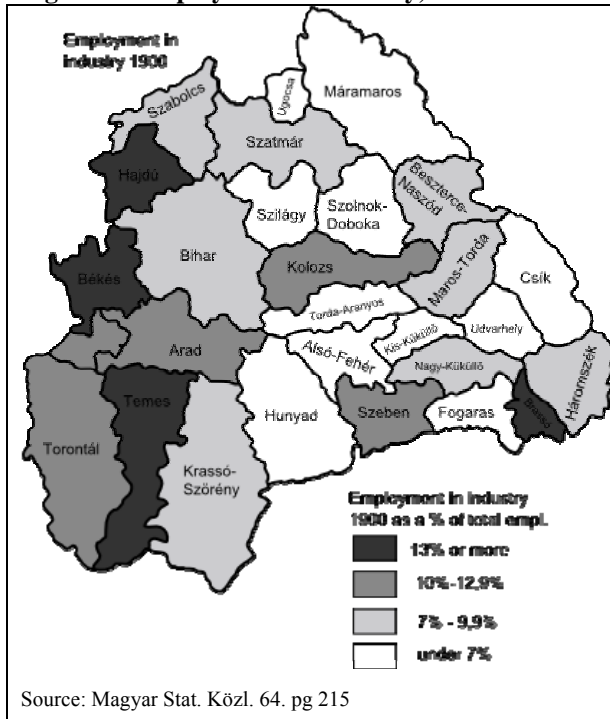 Employment in
industry 1900
Máramaros
Ugocsa
Szabolcs
Szatmár
Hajdú
Beszterce-
Naszód
Szilágy
Szolnok-
Doboka
Bihar
Kolozs
Maros-Torda
Csík
Békés
Torda-Aranyos
Kis-Küküllő
Udvarhely
Arad
Alsó-Fehér
Nagy-Küküllő
Háromszék
Temes
Hunyad
Szeben
Fogaras
Brassó
Torontál
Krassó-
Szörény
Employment in industry
1900 as a % of total empl.
13% or more
10%-12,9%
7% - 9,9%
under 7%
Source: Magyar Stat. Közl. 64. pg 215